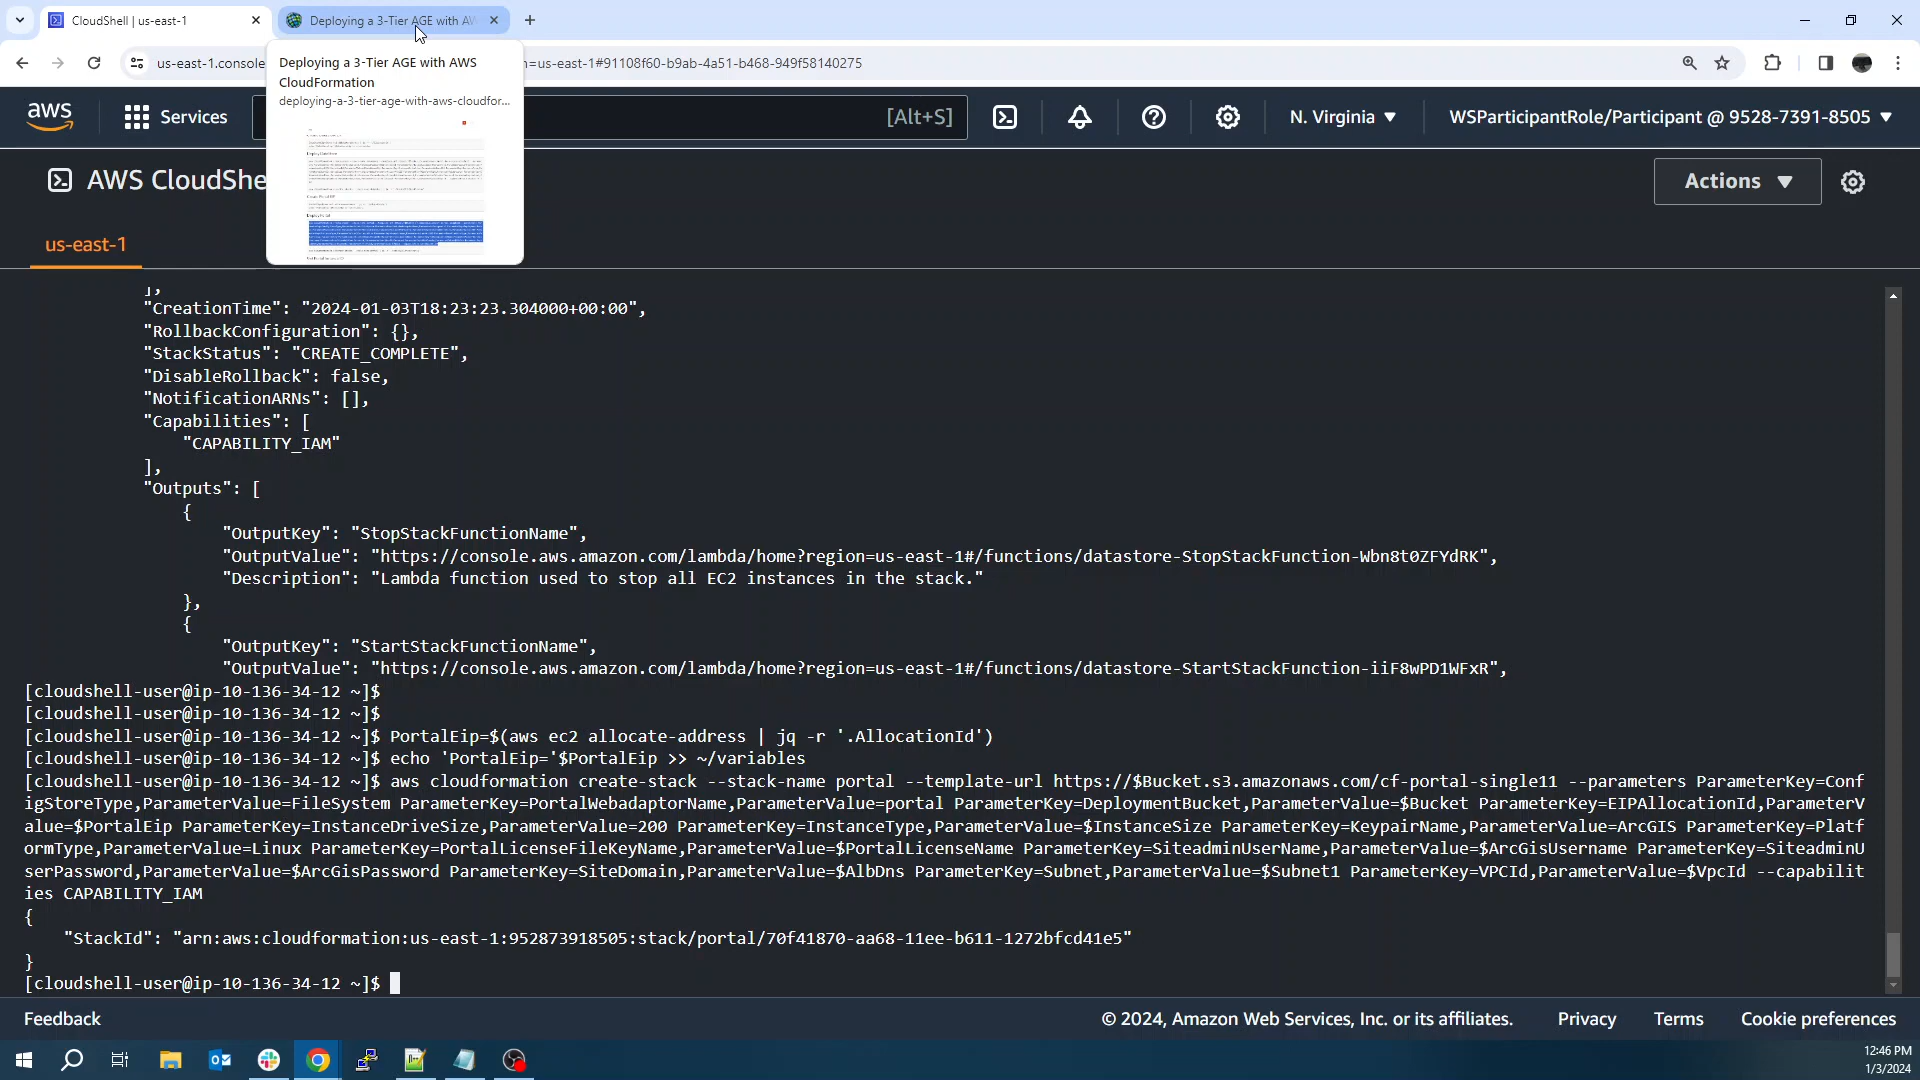 CloudShell | us-east-1
Deploying a 3-Tier AGE with AW
us-east-1.console
n=us-east-1#91108f60-b9ab-4a51-b468-949f58140275
Deploying a 3-Tier AGE with AWS
CloudFormation
deploying-a-3-tier-age-with-aws-cloudfor...
aws
Services
[Alt+S]
N. Virginia
WSParticipantRole/Participant @ 9528-7391-8505
AWS CloudShe
Actions
us-east-1
],
"CreationTime": "2024-01-03T18:23:23.304000+00:00",
"RollbackConfiguration": {},
"StackStatus": "CREATE_COMPLETE",
"DisableRollback": false,
"NotificationARNs": [],
"Capabilities": [
"CAPABILITY_IAM"
],
"Outputs": [
{
"OutputKey": "StopStackFunctionName",
"OutputValue": "https://console.aws.amazon.com/lambda/home?region=us-east-1#/functions/datastore-StopStackFunction-Wbn8t0ZFYdRK",
"Description": "Lambda function used to stop all EC2 instances in the stack."
},
{
"OutputKey": "StartStackFunctionName",
"OutputValue": "https://console.aws.amazon.com/lambda/home?region=us-east-1#/functions/datastore-StartStackFunction-iiF8wPD1WFxR",
[cloudshell-user@ip-10-136-34-12 ~]$
[cloudshell-user@ip-10-136-34-12 ~]$
[cloudshell-user@ip-10-136-34-12 ~]$ PortalEip=$(aws ec2 allocate-address | jq -r '.AllocationId')
[cloudshell-user@ip-10-136-34-12 ~]$ echo 'PortalEip='$PortalEip >> ~/variables
[cloudshell-user@ip-10-136-34-12 ~]$ aws cloudformation create-stack --stack-name portal --template-url https://$Bucket.s3.amazonaws.com/cf-portal-single11 --parameters ParameterKey=Conf
igStoreType,ParameterValue=FileSystem ParameterKey=PortalWebadaptorName,ParameterValue=portal ParameterKey=DeploymentBucket,ParameterValue=$Bucket ParameterKey=EIPAllocationId,ParameterV
alue=$PortalEip ParameterKey=InstanceDriveSize,ParameterValue=200 ParameterKey=InstanceType,ParameterValue=$InstanceSize ParameterKey=KeypairName,ParameterValue=ArcGIS ParameterKey=Platf
ormType,ParameterValue=Linux ParameterKey=PortalLicenseFileKeyName,ParameterValue=$PortalLicenseName ParameterKey=SiteadminUserName,ParameterValue=$ArcGisUsername ParameterKey=SiteadminU
serPassword,ParameterValue=$ArcGisPassword ParameterKey=SiteDomain,ParameterValue=$AlbDns ParameterKey=Subnet,ParameterValue=$Subnet1 ParameterKey=VPCId,ParameterValue=$VpcId --capabilit
ies CAPABILITY_IAM
{
"StackId": "arn:aws:cloudformation:us-east-1:952873918505:stack/portal/70f41870-aa68-11ee-b611-1272bfcd41e5"
}
[cloudshell-user@ip-10-136-34-12 ~]$
Feedback
© 2024, Amazon Web Services, Inc. or its affiliates.
Privacy
Terms
Cookie preferences
12:46 PM
1/3/2024